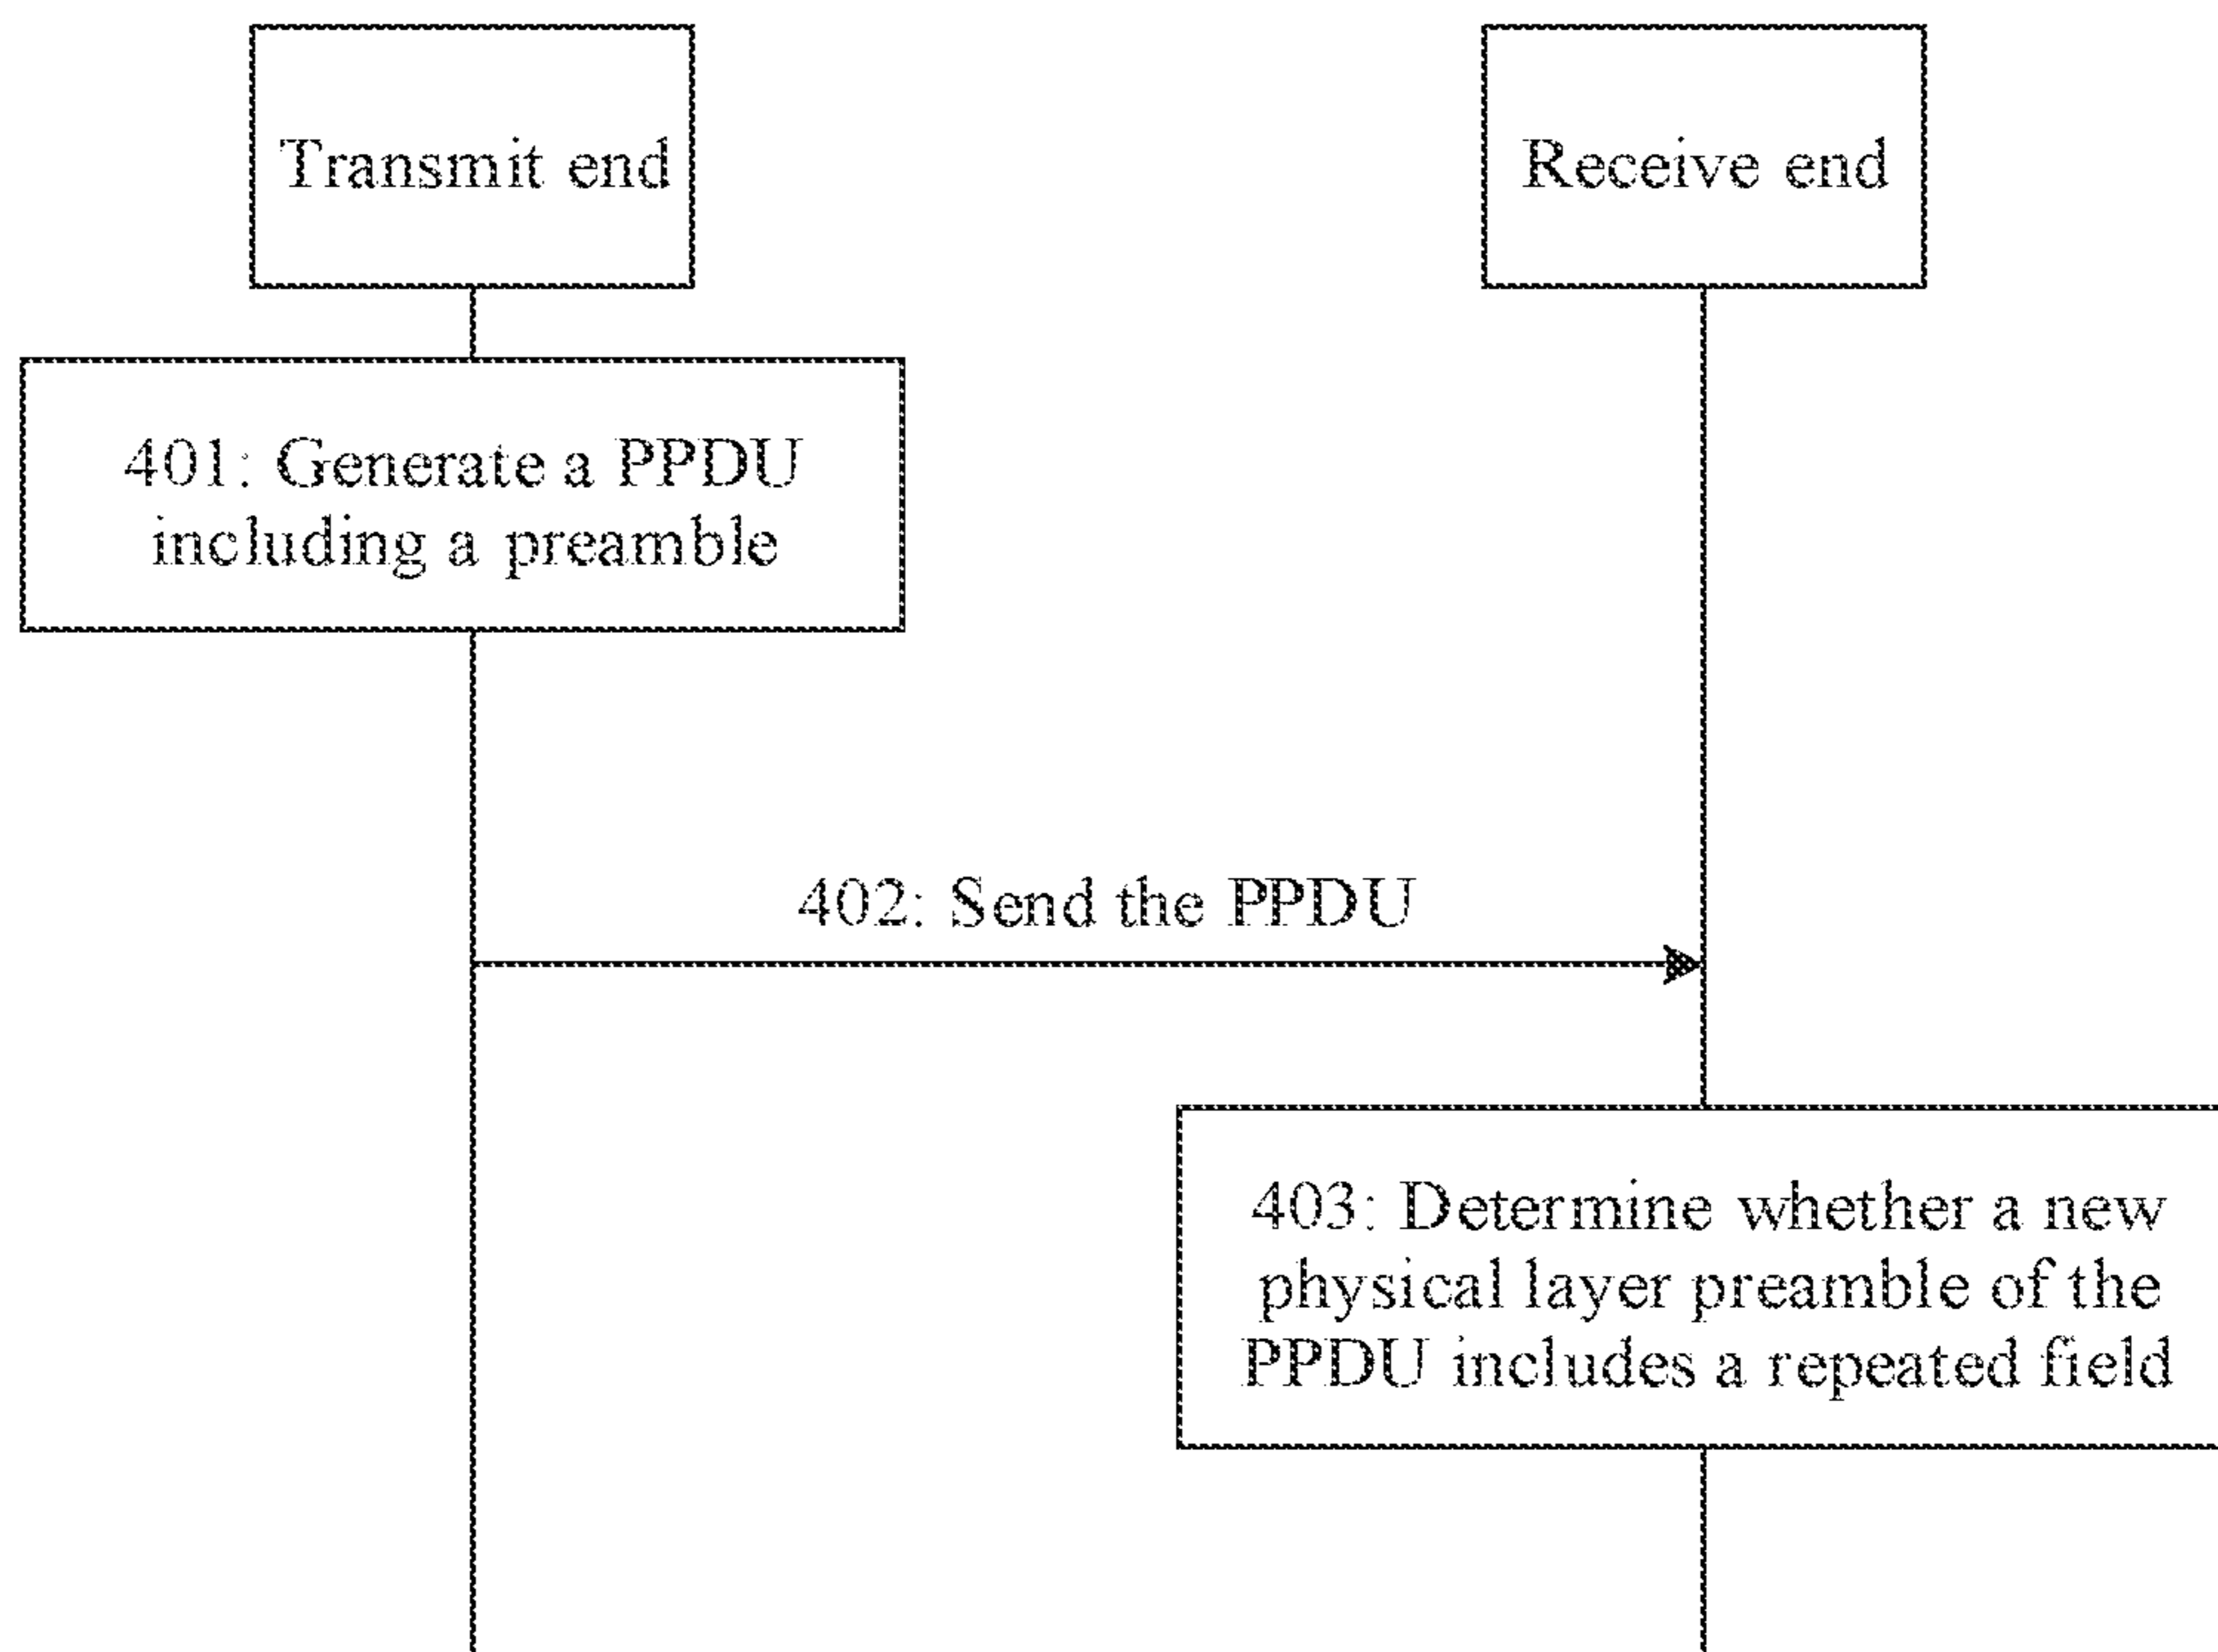 Transmit end
Receive end
401: Generate a PPDU
including a preamble
402: Send the PPDU
403: Determine whether a new
physical layer preamble of the
PPDU includes a repeated field